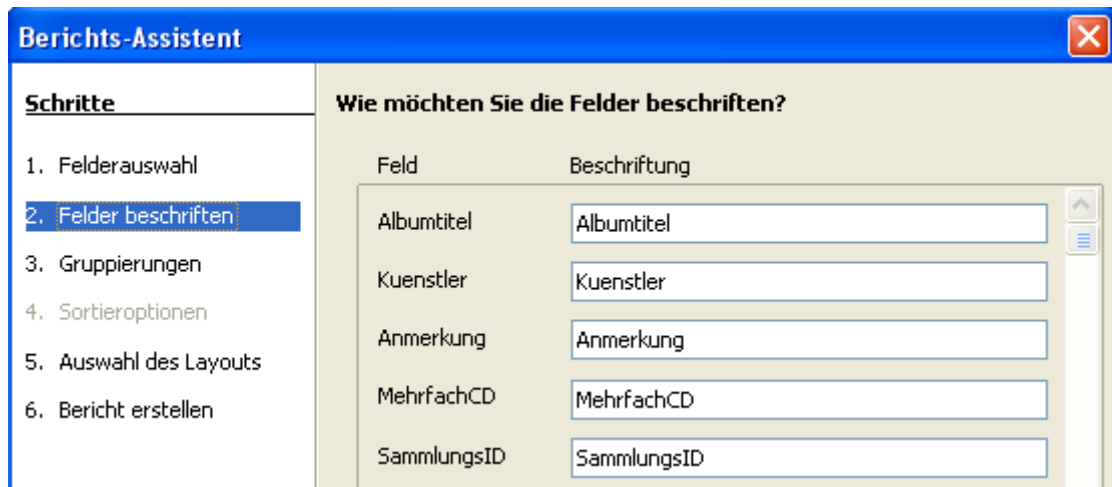 Berichts-Assistent
Schritte
1. Felderauswahl
2. Felder beschriften
3. Gruppierungen
4. Sortieroptionen
5. Auswahl des Layouts
6. Bericht erstellen
Wie möchten Sie die Felder beschriften?
Feld Beschriftung
Albumtitel Albumtitel
Kuenstler Kuenstler
Anmerkung Anmerkung
MehrfachCD MehrfachCD
SammlungsID SammlungsID